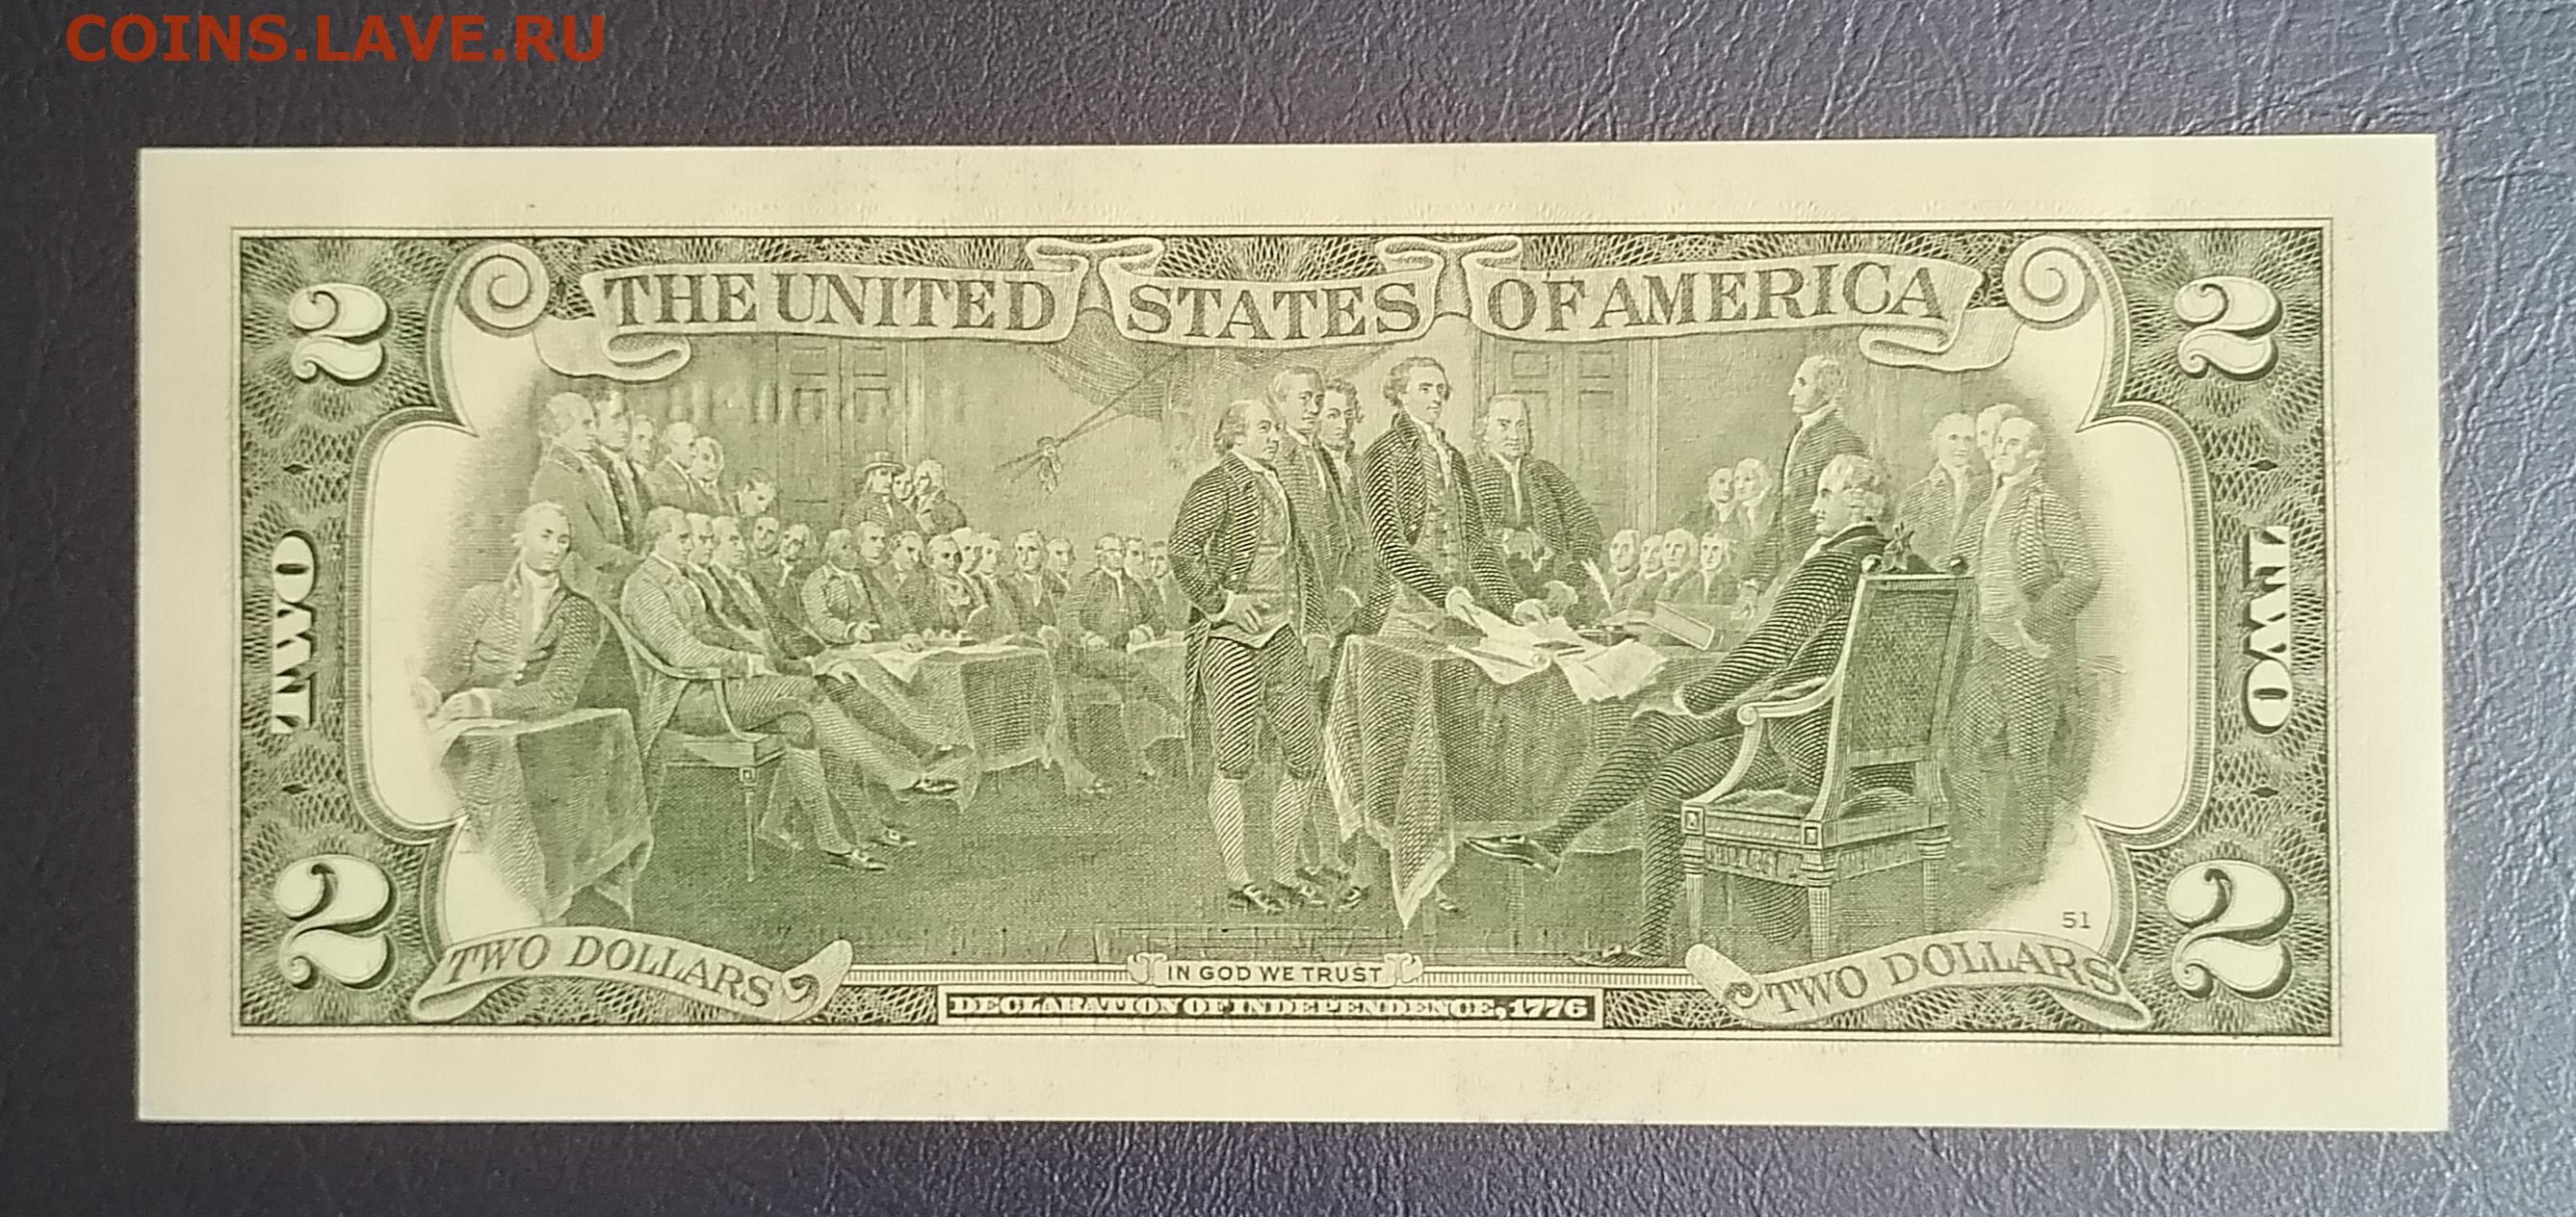 COINS.LAVE.RU
THE UNITED STATES OF AMERICA
2
2
TWO
TWO
51
2
2
TWO DOLLARS
IN GOD WE TRUST
TWO DOLLARS
DECLARATION OF INDEPENDENCE, 1776